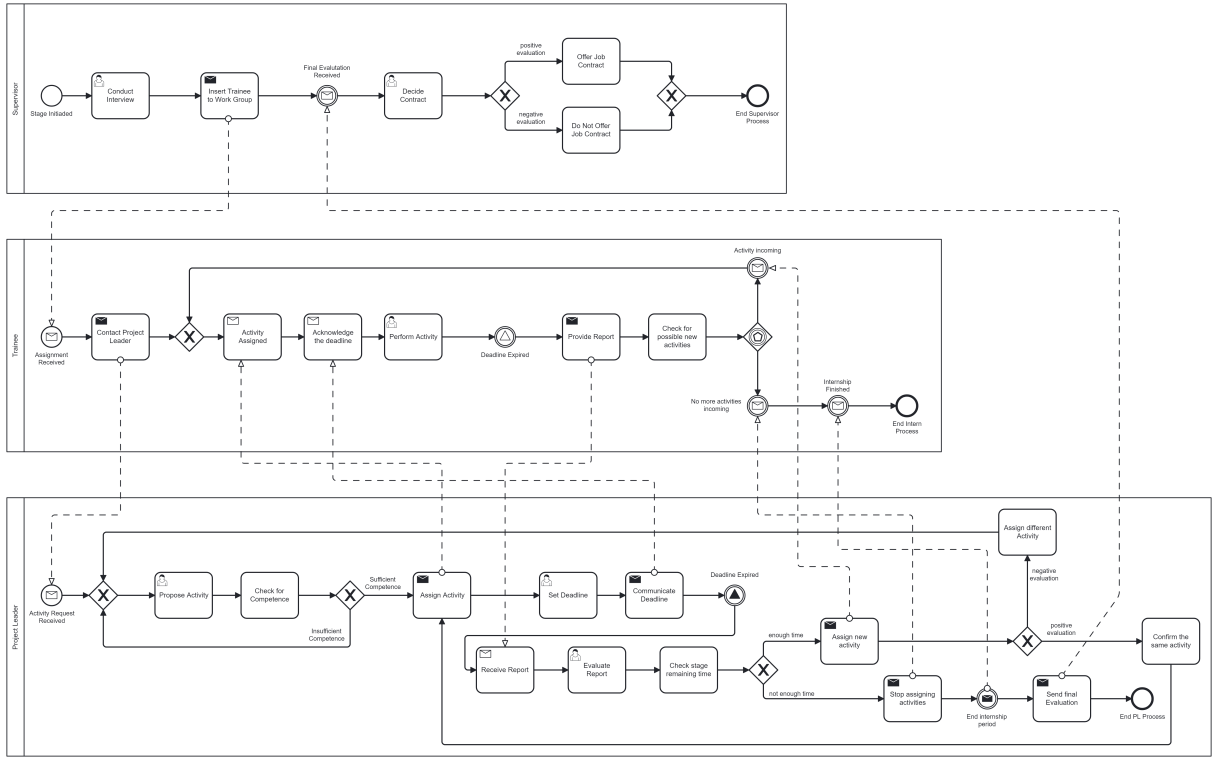 Supervisor
Stage Initiaded
Conduct
Interview
Insert Trainee
to Work Group
Final Evalutation
Received
Decide
Contract
positive
evaluation
negative
evaluation
Offer Job
Contract
Do Not Offer
Job Contract
End Supervisor
Process
Trainee
Assignment
Received
Contact Project
Leader
Activity
Assigned
Acknowledge
the deadline
Perform Activity
Deadline Expired
Provide Report
Check for
possible new
activities
Activity incoming
No more activities
incoming
Internship
Finished
End Intern
Process
Project Leader
Activity Request
Received
Propose Activity
Check for
Competence
Sufficient
Competence
Insufficient
Competence
Assign Activity
Set Deadline
Communicate
Deadline
Deadline Expired
Receive Report
Evaluate
Report
Check stage
remaining time
enough time
not enough time
Assign new
activity
Stop assigning
activities
End internship
period
Send final
Evaluation
End PL Process
Assign different
Activity
negative
evaluation
positive
evaluation
Confirm the
same activity